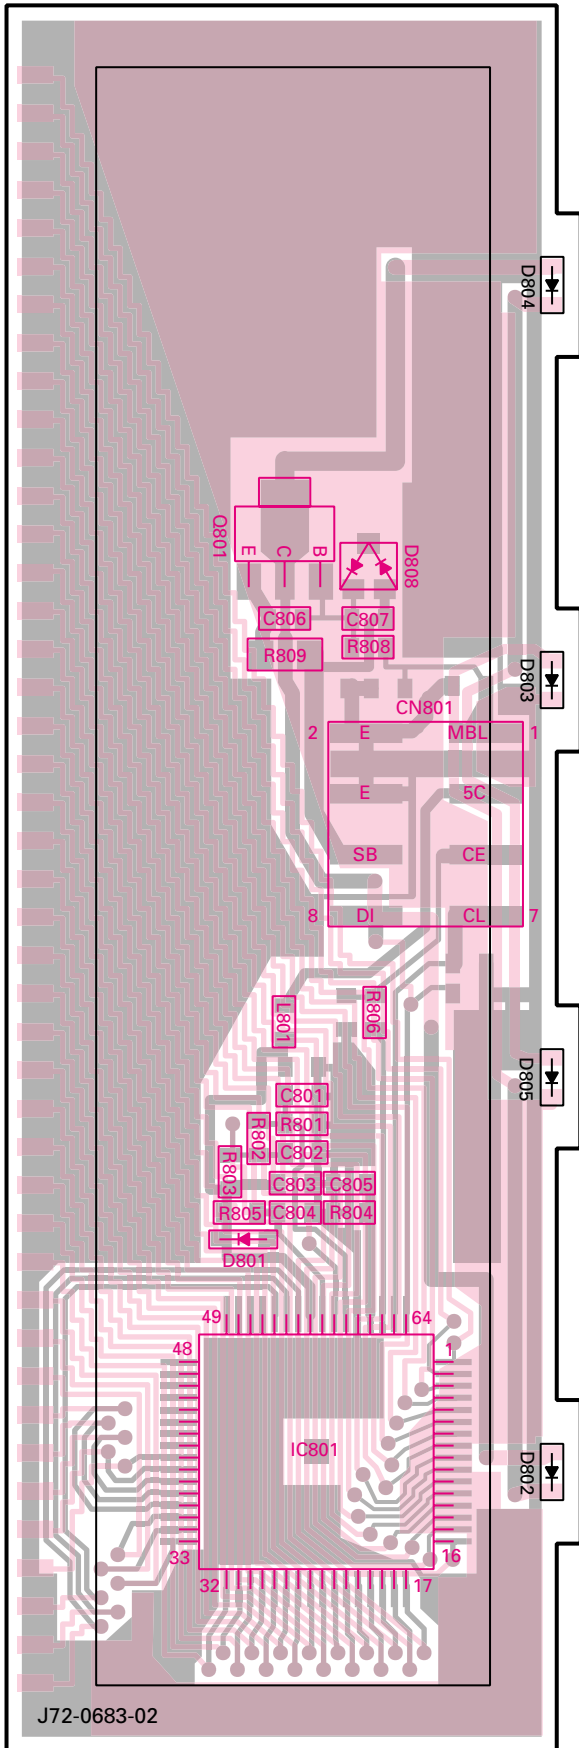 D804
Q801
E
C
B
D808
C806
C807
R809
R808
D803
CN801
2
E
MBL
1
E
5C
SB
CE
8
DI
CL
7
L801
R806
D805
C801
R801
R802
C802
R803
C803
C805
R805
C804
R804
D801
49
64
48
1
IC801
D802
33
16
32
17
J72-0683-02